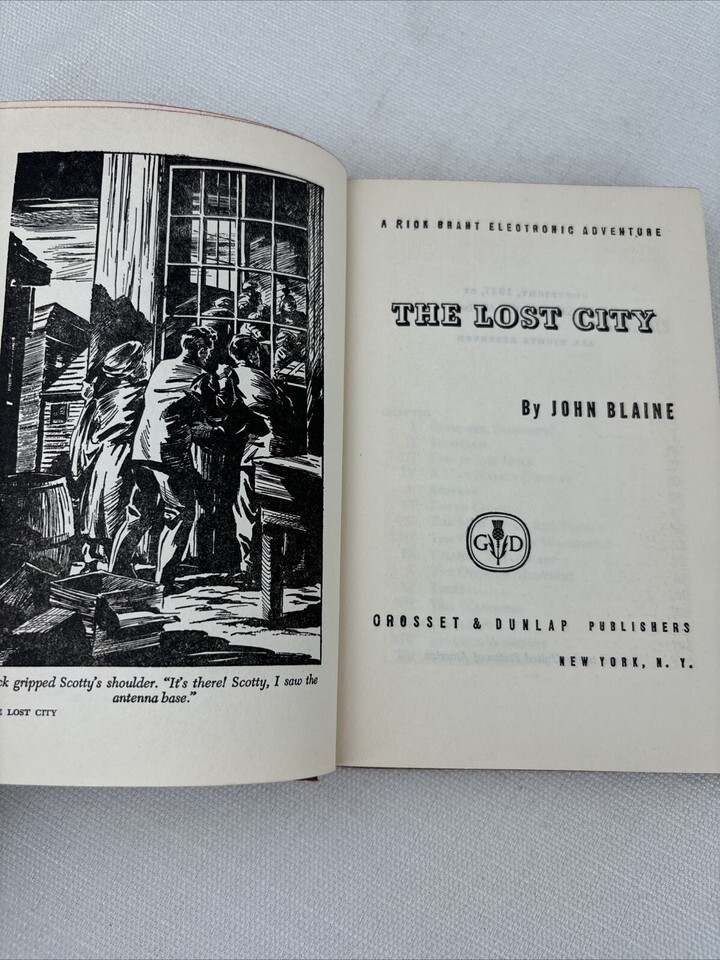 ck gripped Scotty's shoulder. "It's there! Scotty, I saw the
antenna base."
E LOST CITY
A RICK BRANT ELECTRONIC ADVENTURE
THE LOST CITY
By JOHN BLAINE
G D
GROSSET & DUNLAP PUBLISHERS
NEW YORK, N. Y.